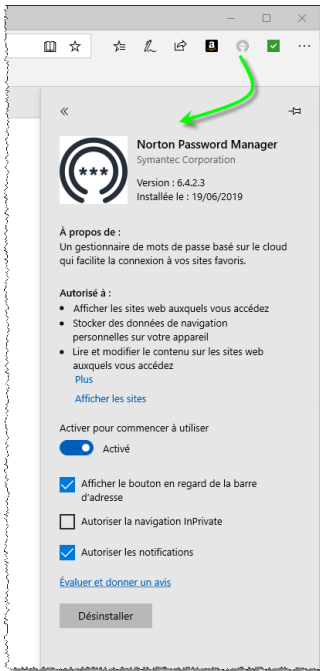 a
Norton Password Manager
Symantec Corporation
Version : 6.4.2.3
Installée le : 19/06/2019
***
À propos de :
Un gestionnaire de mots de passe basé sur le cloud
qui facilite la connexion à vos sites favoris.
Autorisé à :
• Afficher les sites web auxquels vous accédez
• Stocker des données de navigation
personnelles sur votre appareil
• Lire et modifier le contenu sur les sites web
auxquels vous accédez
Plus
Afficher les sites
Activer pour commencer à utiliser
Activé
Afficher le bouton en regard de la barre
d'adresse
Autoriser la navigation InPrivate
Autoriser les notifications
Évaluer et donner un avis
Désinstaller